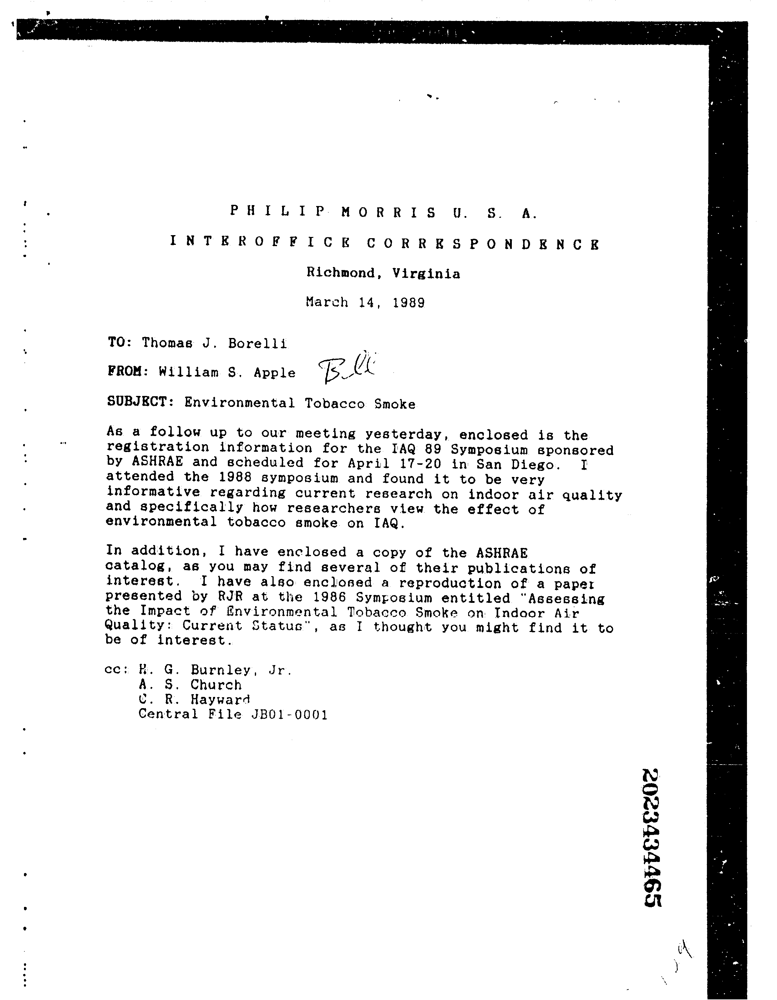 PHILIP MORRIS U. S. A.
INTEROFFICE CORRESPONDENCE
Richmond, Virginia
March 14, 1989
TO: Thomas J. Borelli
FROM: William S. Apple Bill
SUBJECT: Environmental Tobacco Smoke
As a follow up to our meeting yesterday, enclosed is the
registration information for the IAQ 89 Symposium sponsored
by ASHRAE and scheduled for April 17-20 in San Diego. I
attended the 1988 symposium and found it to be very
informative regarding current research on indoor air quality
and specifically how researchers view the effect of
environmental tobacco smoke on IAQ.
In addition, I have enclosed a copy of the ASHRAE
catalog, as you may find several of their publications of
interest. I have also enclosed a reproduction of a paper
presented by RJR at the 1986 Symposium entitled "Assessing
the Impact of Environmental Tobacco Smoke on Indoor Air
Quality: Current Status", as I thought you might find it to
be of interest.
cc: H. G. Burnley, Jr.
A. S. Church
C. R. Hayward
Central File JB01-0001
2023434465